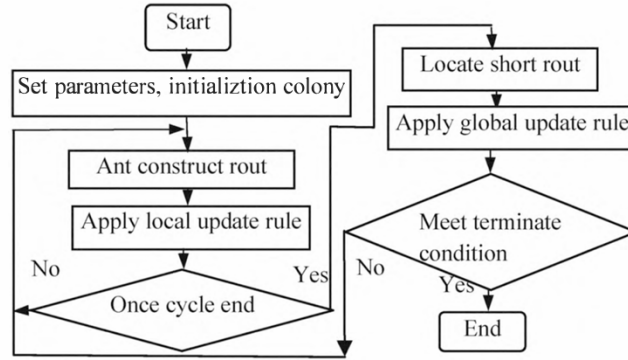 Start
Set parameters, initializtion colony
Ant construct rout
Apply local update rule
No
Yes
Once cycle end
Locate short rout
Apply global update rule
Meet terminate
condition
No
Yes
End